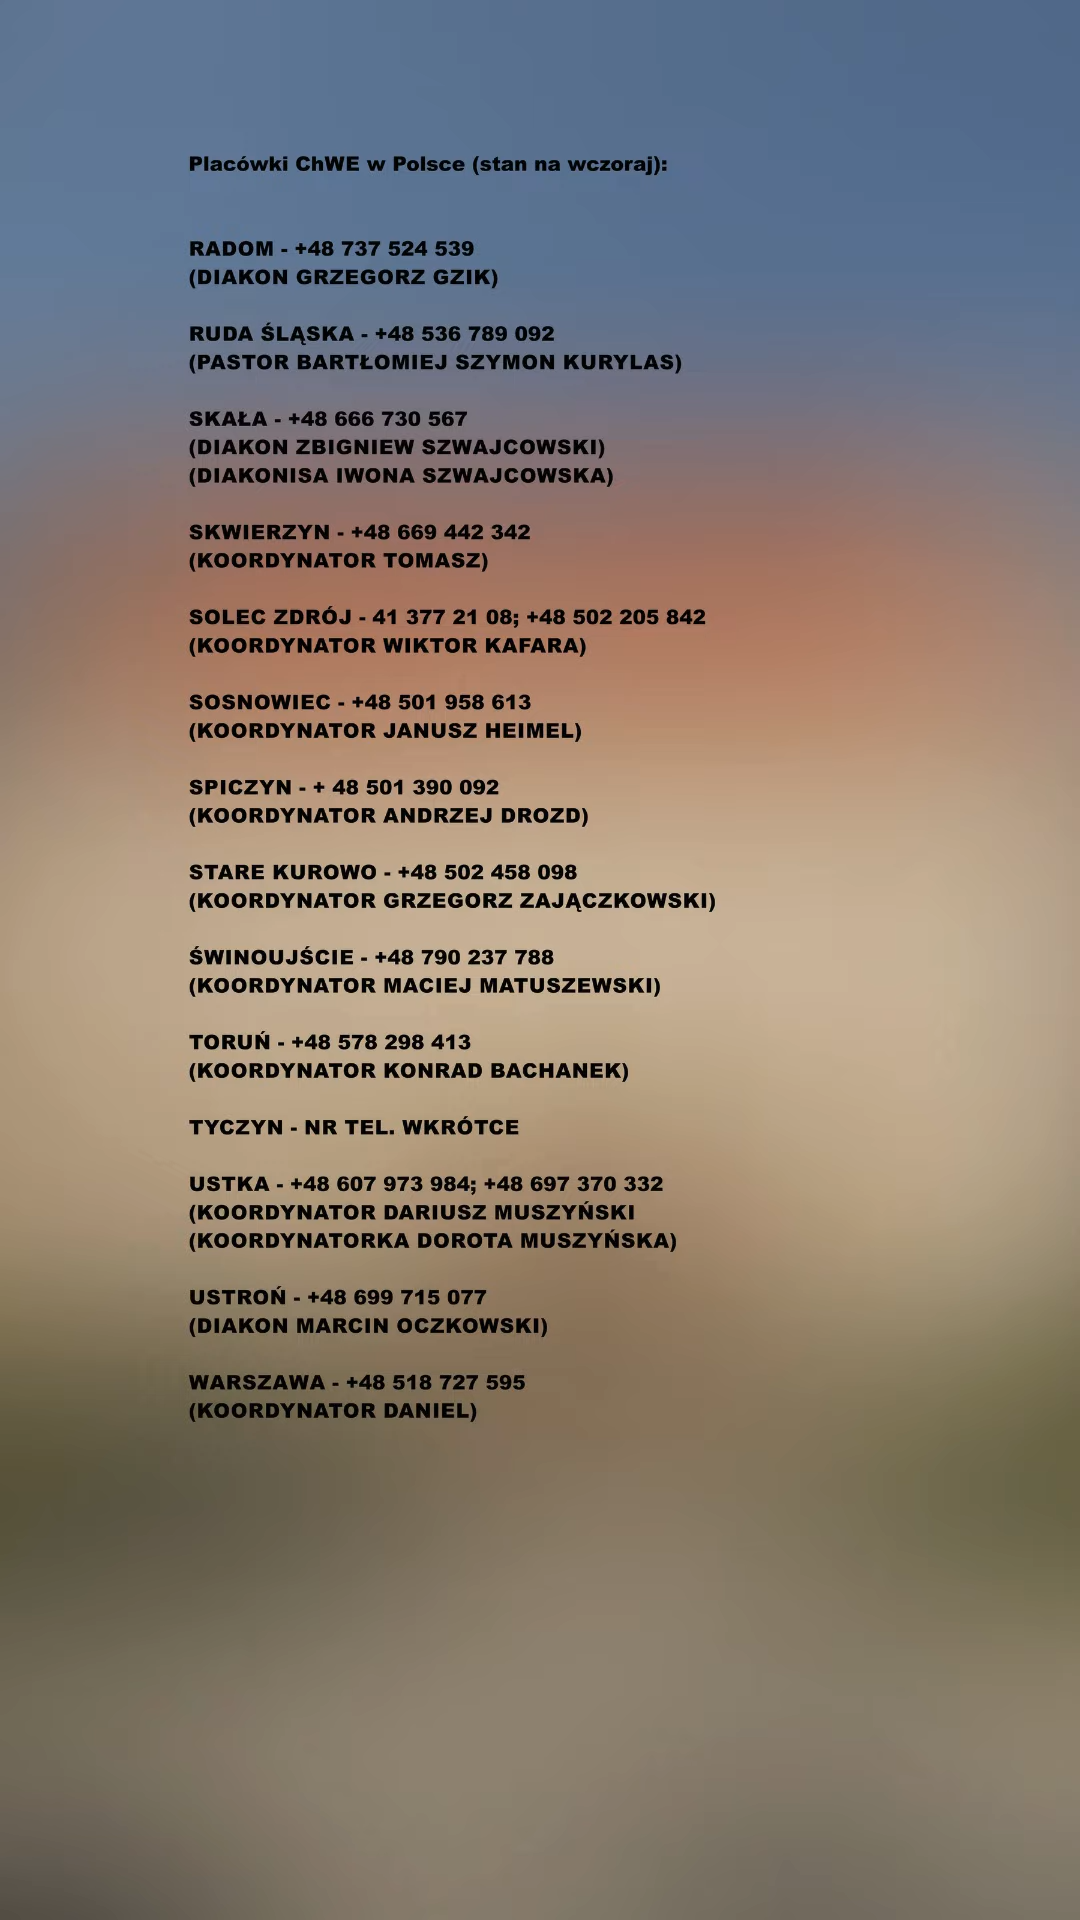 Placówki ChWE w Polsce (stan na wczoraj):
RADOM - +48 737 524 539
(DIAKON GRZEGORZ GZIK)
RUDA ŚLĄSKA - +48 536 789 092
(PASTOR BARTŁOMIEJ SZYMON KURYLAS)
SKAŁA - +48 666 730 567
(DIAKON ZBIGNIEW SZWAJCOWSKI)
(DIAKONISA IWONA SZWAJCOWSKA)
SKWIERZYN - +48 669 442 342
(KOORDYNATOR TOMASZ)
SOLEC ZDRÓJ - 41 377 21 08; +48 502 205 842
(KOORDYNATOR WIKTOR KAFARA)
SOSNOWIEC - +48 501 958 613
(KOORDYNATOR JANUSZ HEIMEL)
SPICZYN - + 48 501 390 092
(KOORDYNATOR ANDRZEJ DROZD)
STARE KUROWO - +48 502 458 098
(KOORDYNATOR GRZEGORZ ZAJĄCZKOWSKI)
ŚWINOUJŚCIE - +48 790 237 788
(KOORDYNATOR MACIEJ MATUSZEWSKI)
TORUŃ - +48 578 298 413
(KOORDYNATOR KONRAD BACHANEK)
TYCZYN - NR TEL. WKRÓTCE
USTKA - +48 607 973 984; +48 697 370 332
(KOORDYNATOR DARIUSZ MUSZYŃSKI
(KOORDYNATORKA DOROTA MUSZYŃSKA)
USTROŃ - +48 699 715 077
(DIAKON MARCIN OCZKOWSKI)
WARSZAWA - +48 518 727 595
(KOORDYNATOR DANIEL)